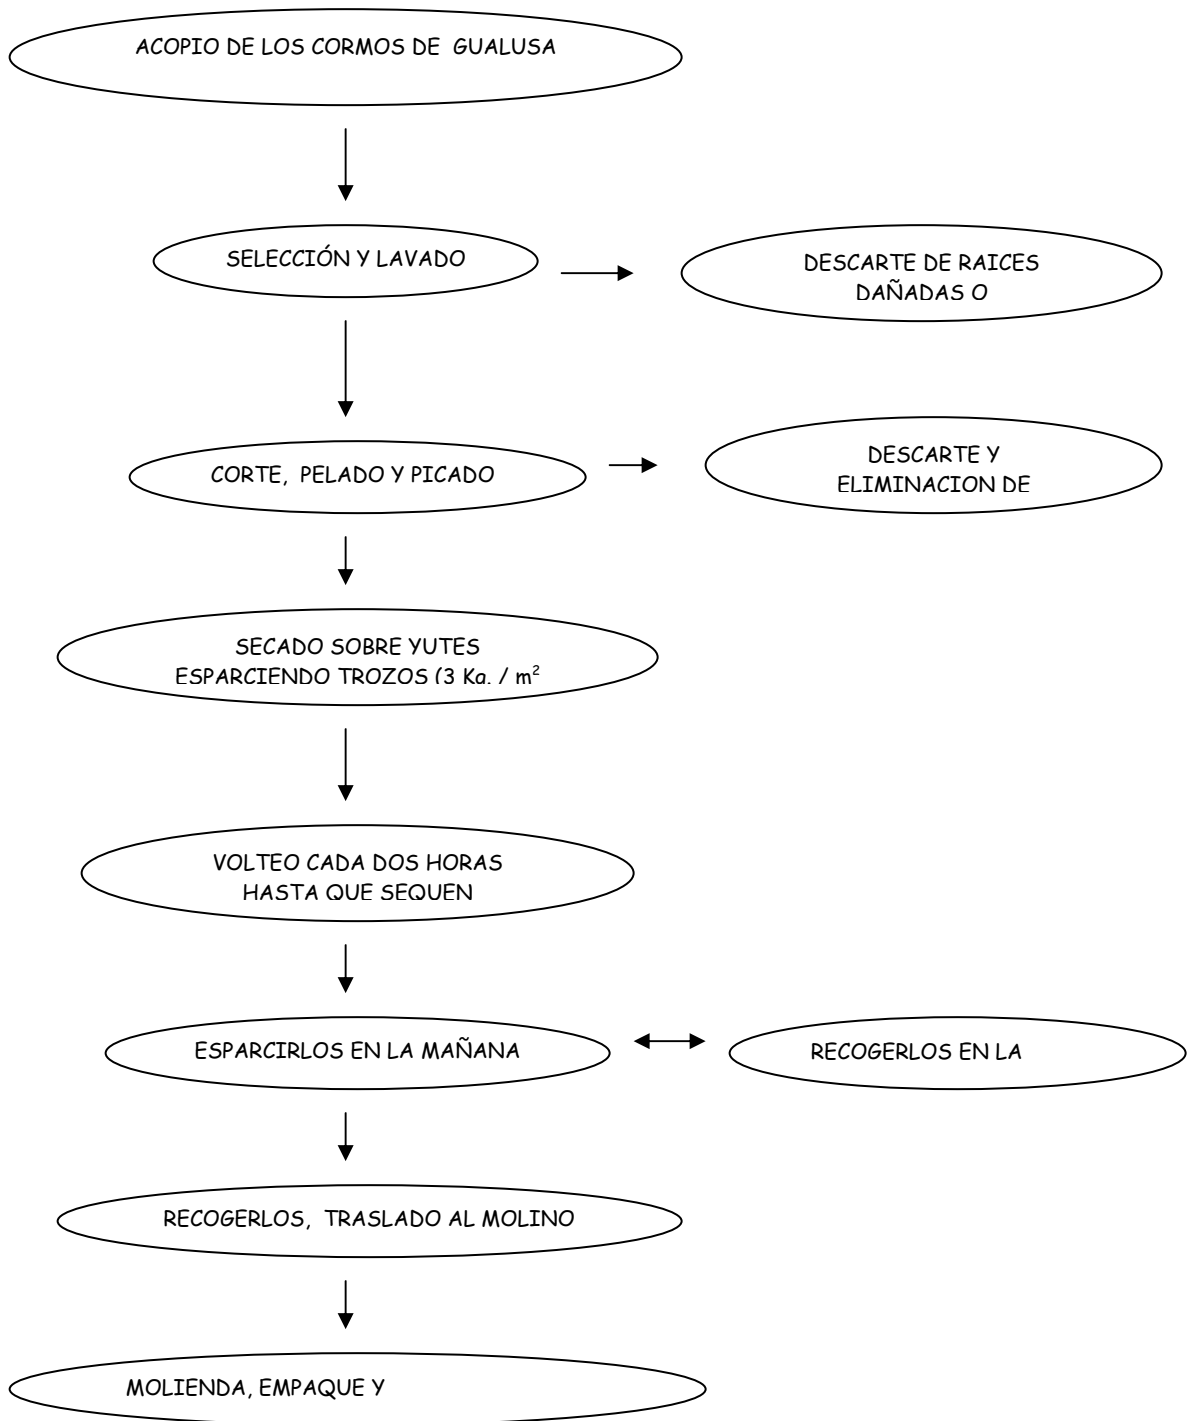 ACOPIO DE LOS CORMOS DE GUALUSA
SELECCIÓN Y LAVADO
DESCARTE DE RAICES
DAÑADAS O
CORTE, PELADO Y PICADO
DESCARTE Y
ELIMINACION DE
SECADO SOBRE YUTES
ESPARCIENDO TROZOS (3 Kg. / m²
VOLTEO CADA DOS HORAS
HASTA QUE SEQUEN
ESPARCIRLOS EN LA MAÑANA
RECOGERLOS EN LA
RECOGERLOS, TRASLADO AL MOLINO
MOLIENDA, EMPAQUE Y